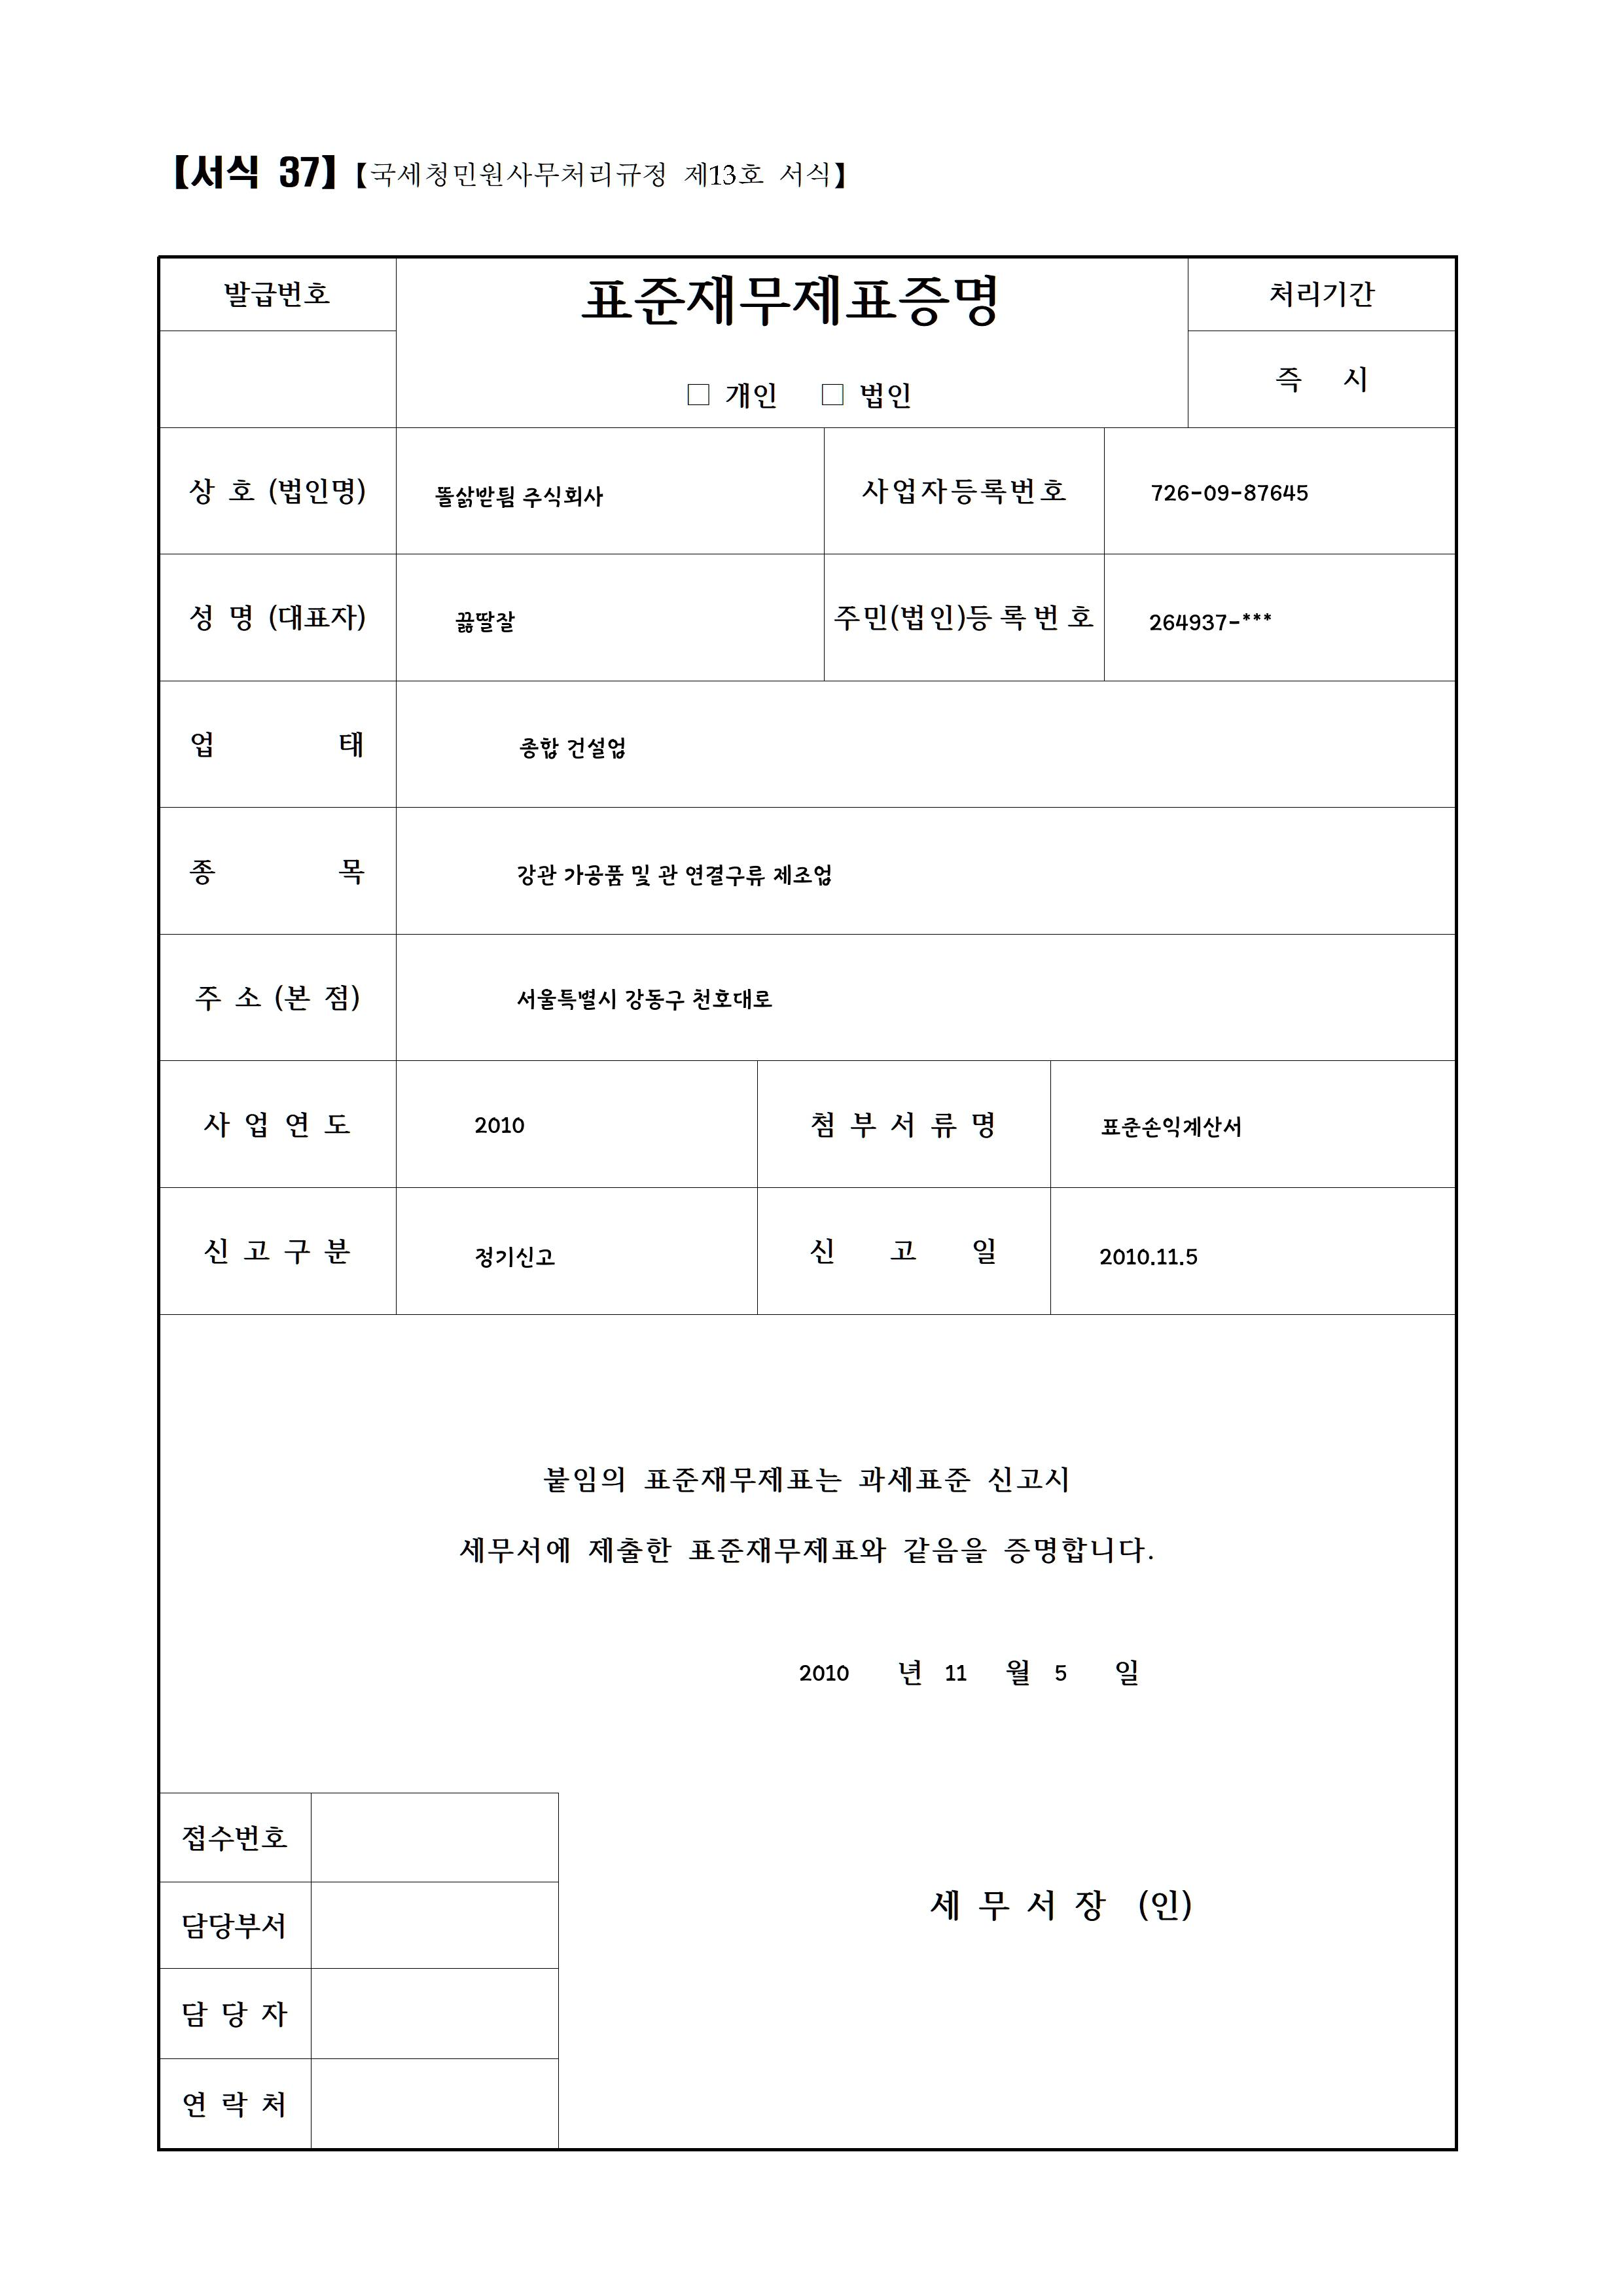 【서식 37】【국세청민원사무처리규정 제13호 서식】
발급번호
표준재무제표증명
처리기간
□ 개인 □ 법인
즉 시
상 호 (법인명) 똘삶받튐 주식회사 사업자등록번호 726-09-87645
성 명 (대표자) 끓딸잘 주민(법인)등록번호 264937-***
업 태 종합 건설업
종 목 강관 가공품 및 관 연결구류 제조업
주 소 (본 점) 서울특별시 강동구 천호대로
사 업 연 도 2010 첨 부 서 류 명 표준손익계산서
신 고 구 분 정기신고 신 고 일 2010.11.5
붙임의 표준재무제표는 과세표준 신고시
세무서에 제출한 표준재무제표와 같음을 증명합니다.
2010 년 11 월 5 일
접수번호
담당부서
세 무 서 장 (인)
담 당 자
연 락 처